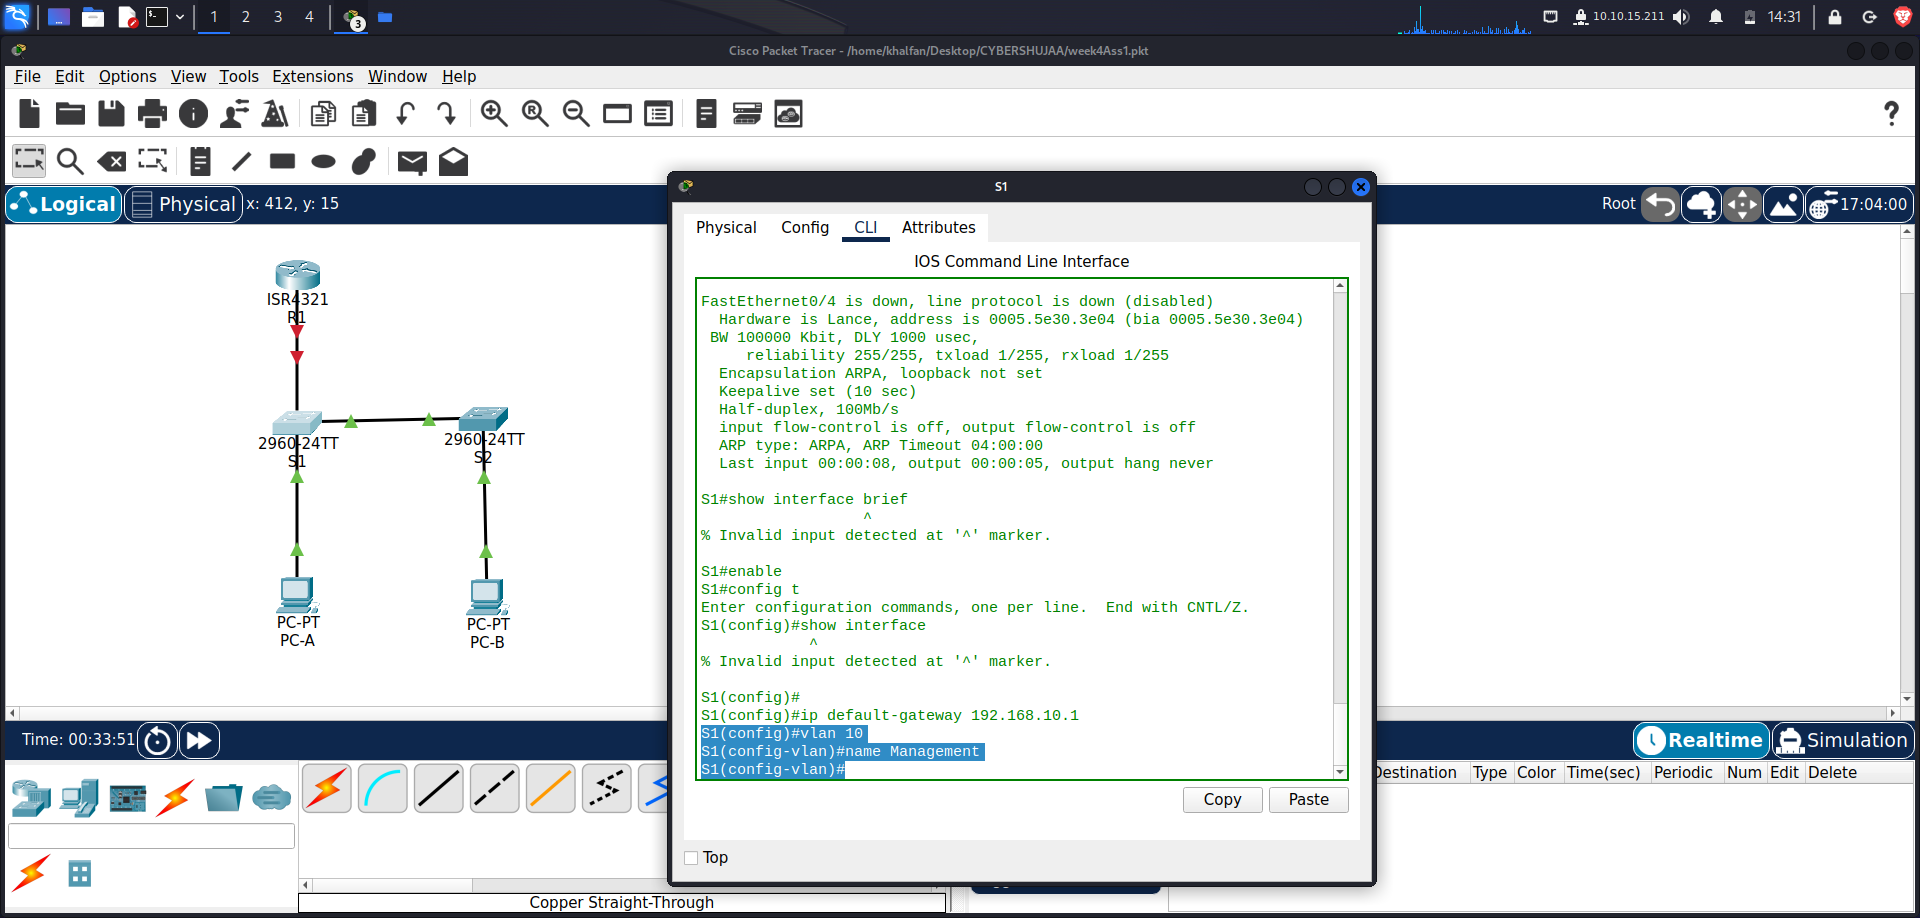 1 2 3 4
3
10.10.15.211
14:31
Cisco Packet Tracer - /home/khalfan/Desktop/CYBERSHUJAA/week4Ass1.pkt
File Edit Options View Tools Extensions Window Help
Logical Physical x: 412, y: 15
Root 17:04:00
ISR4321
R1
2960-24TT
S1
2960-24TT
S2
PC-PT
PC-A
PC-PT
PC-B
S1
Physical Config CLI Attributes
IOS Command Line Interface
FastEthernet0/4 is down, line protocol is down (disabled)
Hardware is Lance, address is 0005.5e30.3e04 (bia 0005.5e30.3e04)
BW 100000 Kbit, DLY 1000 usec,
reliability 255/255, txload 1/255, rxload 1/255
Encapsulation ARPA, loopback not set
Keepalive set (10 sec)
Half-duplex, 100Mb/s
input flow-control is off, output flow-control is off
ARP type: ARPA, ARP Timeout 04:00:00
Last input 00:00:08, output 00:00:05, output hang never
S1#show interface brief
^
% Invalid input detected at '^' marker.
S1#enable
S1#config t
Enter configuration commands, one per line.  End with CNTL/Z.
S1(config)#show interface
^
% Invalid input detected at '^' marker.
S1(config)#
S1(config)#ip default-gateway 192.168.10.1
S1(config)#vlan 10
S1(config-vlan)#name Management
S1(config-vlan)#
Copy Paste
Top
Time: 00:33:51
Realtime Simulation
Destination Type Color Time(sec) Periodic Num Edit Delete
Copper Straight-Through